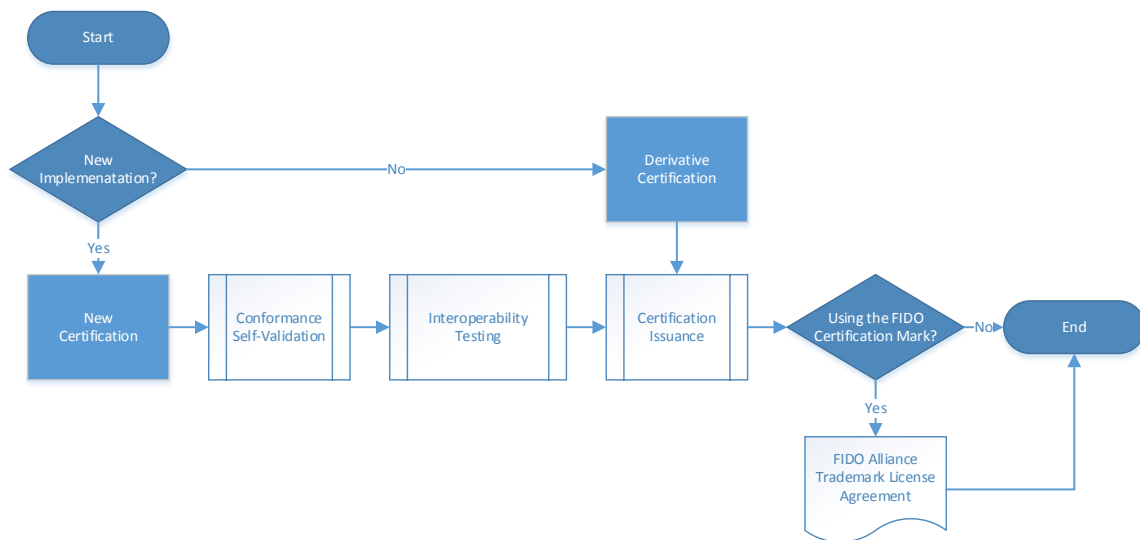 Start
New
Implemenatation?
No
Derivative
Certification
Yes
New
Certification
Conformance
Self-Validation
Interoperability
Testing
Certification
Issuance
Using the FIDO
Certification Mark?
No
End
Yes
FIDO Alliance
Trademark License
Agreement